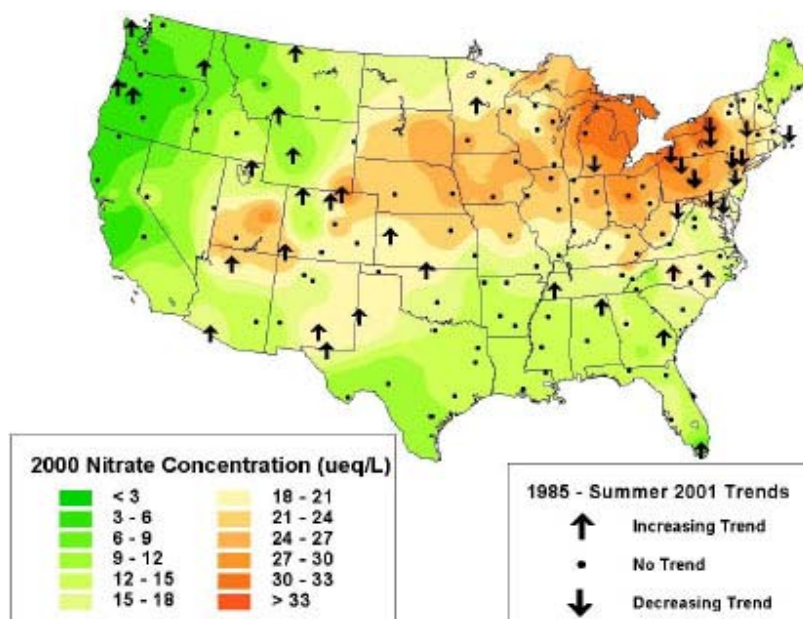 2000 Nitrate Concentration (ueq/L)
< 3
3 - 6
6 - 9
9 - 12
12 - 15
15 - 18
18 - 21
21 - 24
24 - 27
27 - 30
30 - 33
> 33
1985 - Summer 2001 Trends
Increasing Trend
No Trend
Decreasing Trend